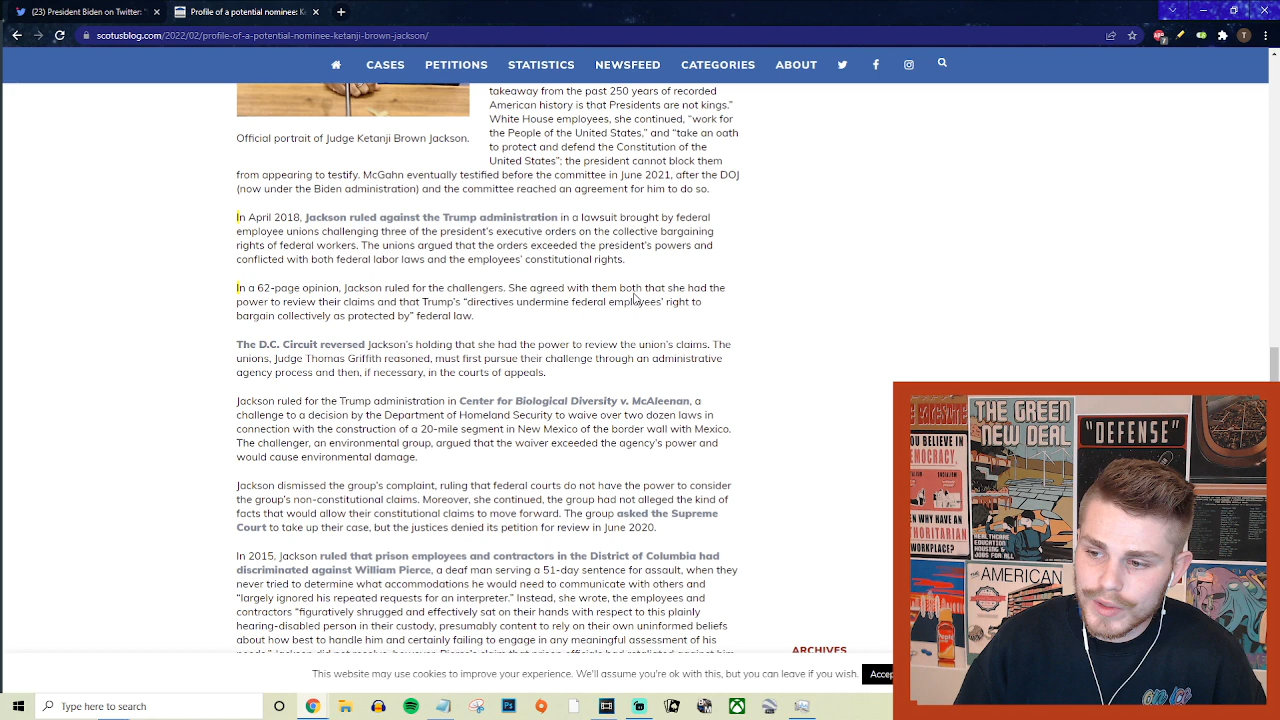 (23) President Biden on Twitter: "
Profile of a potential nominee: K
scotusblog.com/2022/02/profile-of-a-potential-nominee-ketanji-brown-jackson/
CASES PETITIONS STATISTICS NEWSFEED CATEGORIES ABOUT
takeaway from the past 250 years of recorded
American history is that Presidents are not kings."
White House employees, she continued, "work for
the People of the United States," and "take an oath
to protect and defend the Constitution of the
United States"; the president cannot block them
Official portrait of Judge Ketanji Brown Jackson.
from appearing to testify. McGahn eventually testified before the committee in June 2021, after the DOJ
(now under the Biden administration) and the committee reached an agreement for him to do so.
In April 2018, Jackson ruled against the Trump administration in a lawsuit brought by federal
employee unions challenging three of the president's executive orders on the collective bargaining
rights of federal workers. The unions argued that the orders exceeded the president's powers and
conflicted with both federal labor laws and the employees' constitutional rights.
In a 62-page opinion, Jackson ruled for the challengers. She agreed with them both that she had the
power to review their claims and that Trump's "directives undermine federal employees' right to
bargain collectively as protected by" federal law.
The D.C. Circuit reversed Jackson's holding that she had the power to review the union's claims. The
unions, Judge Thomas Griffith reasoned, must first pursue their challenge through an administrative
agency process and then, if necessary, in the courts of appeals.
Jackson ruled for the Trump administration in Center for Biological Diversity v. McAleenan, a
challenge to a decision by the Department of Homeland Security to waive over two dozen laws in
connection with the construction of a 20-mile segment in New Mexico of the border wall with Mexico.
The challenger, an environmental group, argued that the waiver exceeded the agency's power and
would cause environmental damage.
Jackson dismissed the group's complaint, ruling that federal courts do not have the power to consider
the group's non-constitutional claims. Moreover, she continued, the group had not alleged the kind of
facts that would allow their constitutional claims to move forward. The group asked the Supreme
Court to take up their case, but the justices denied its petition for review in June 2020.
In 2015, Jackson ruled that prison employees and contractors in the District of Columbia had
discriminated against William Pierce, a deaf man serving a 51-day sentence for assault, when they
never tried to determine what accommodations he would need to communicate with others and
"largely ignored his repeated requests for an interpreter." Instead, she wrote, the employees and
contractors "figuratively shrugged and effectively sat on their hands with respect to this plainly
hearing-disabled person in their custody, presumably content to rely on their own uninformed beliefs
about how best to handle him and certainly failing to engage in any meaningful assessment of his
ARCHIVES
This website may use cookies to improve your experience. We'll assume you're ok with this, but you can leave if you wish. Accep
THE GREEN
NEW DEAL
HEALTHCARE
EDUCATION
HOUSING &
JOBS FOR ALL
"DEFENSE"
YOU BELIEVE IN
DEMOCRACY,
WHY HAVE AN
WORKPLACE?
THE AMERICAN
Type here to search